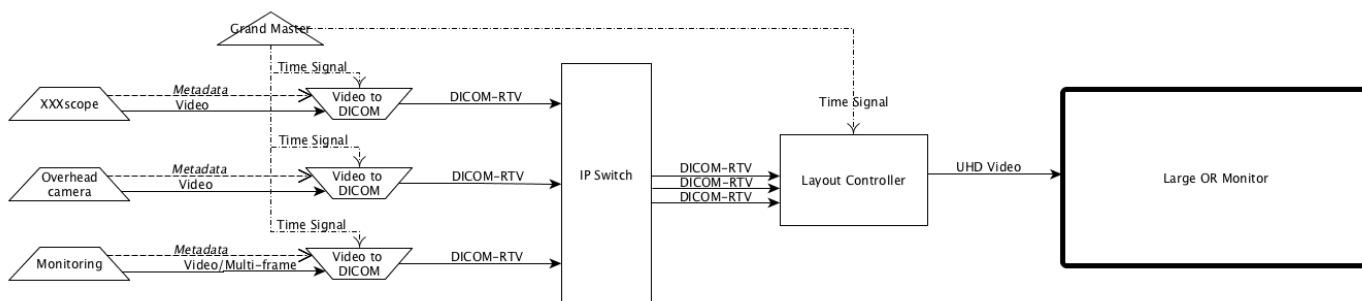 Grand Master
Time Signal
Metadata
XXXscope
Video
Video to
DICOM
DICOM-RTV
Time Signal
Time Signal
Metadata
Overhead
camera
Video
Video to
DICOM
DICOM-RTV
IP Switch
DICOM-RTV
DICOM-RTV
DICOM-RTV
Layout Controller
UHD Video
Large OR Monitor
Time Signal
Metadata
Monitoring
Video/Multi-frame
Video to
DICOM
DICOM-RTV